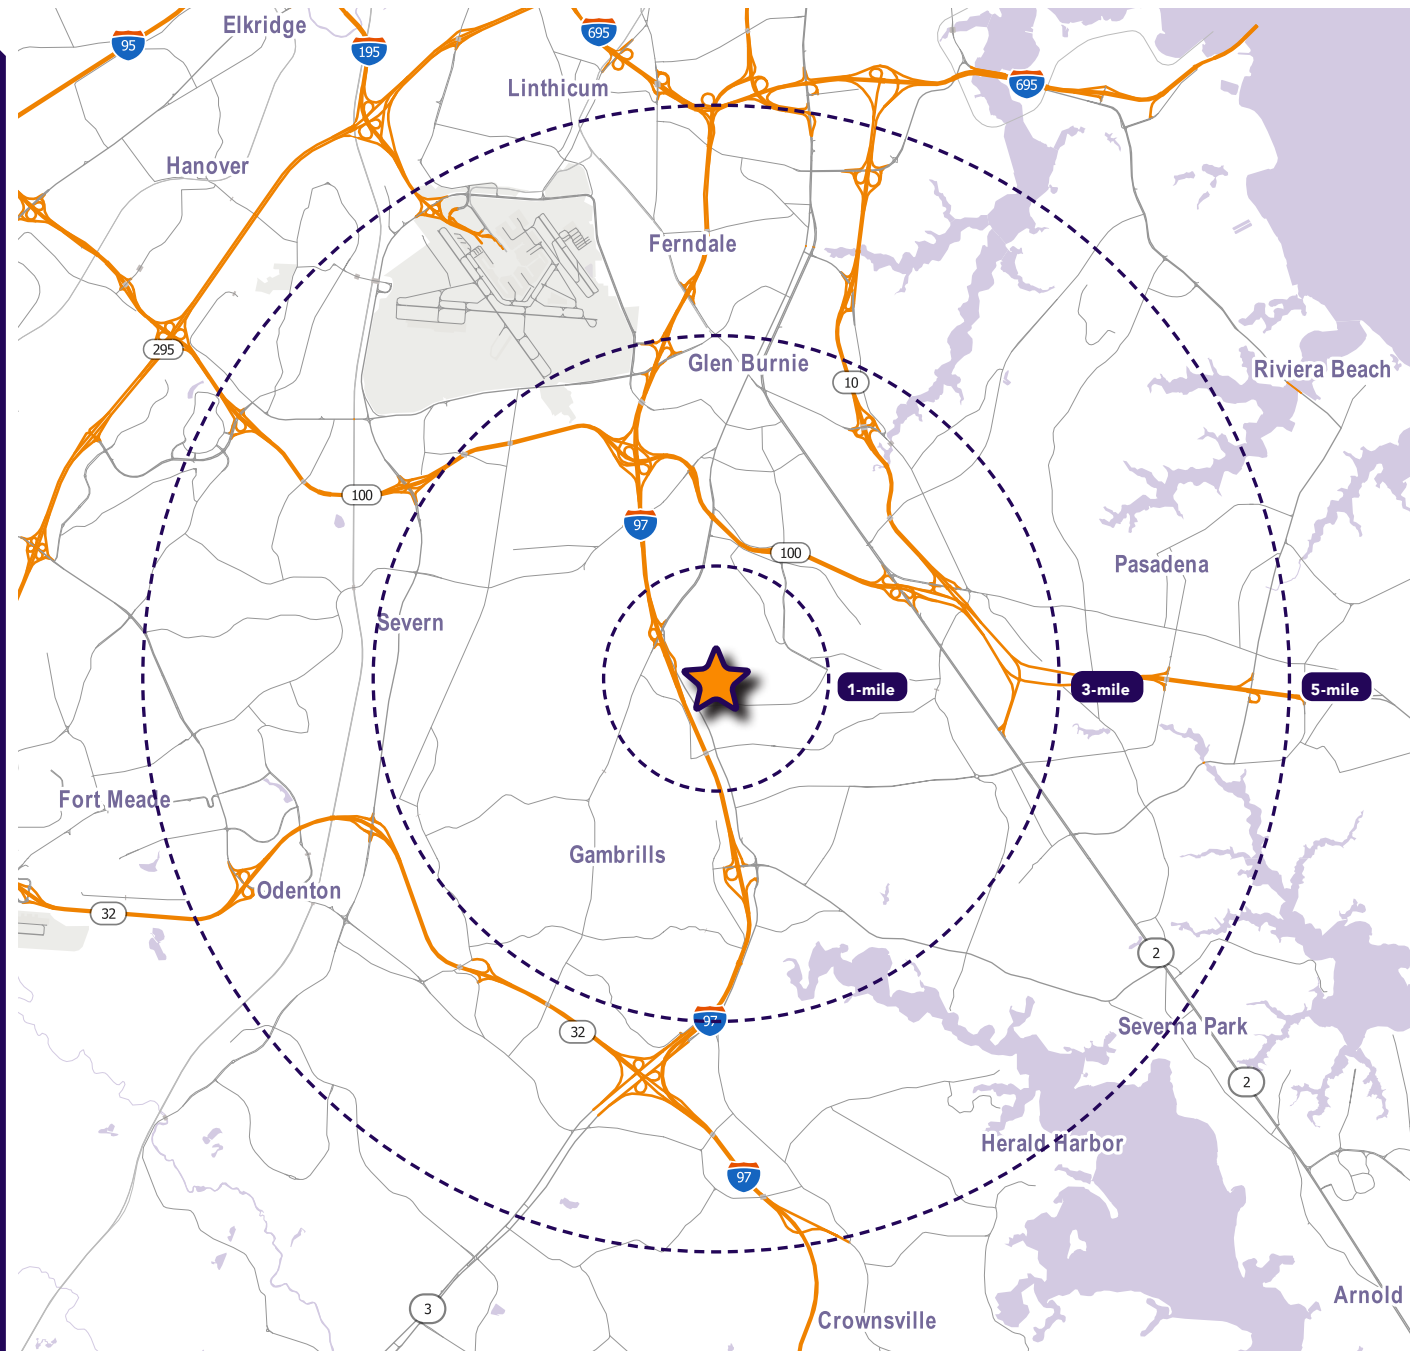 Elkridge
95
195
695
Linthicum
695
Hanover
Ferndale
295
Glen Burnie
10
Riviera Beach
100
97
100
Pasadena
Severn
1-mile
3-mile
5-mile
Fort Meade
Gambrills
Odenton
32
2
97
32
Severna Park
2
Herald Harbor
97
3
Crownsville
Arnold